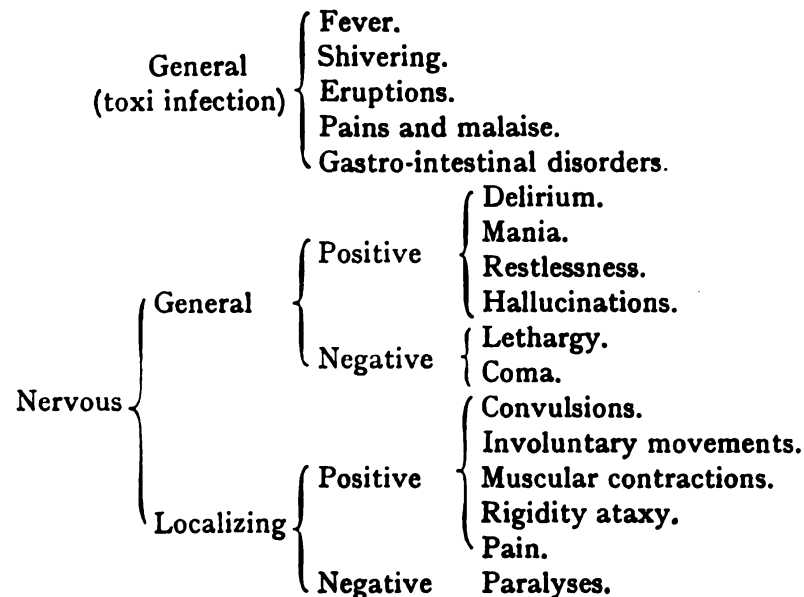 Fever.
General Shivering.
(toxi infection) Eruptions.
Pains and malaise.
Gastro-intestinal disorders.
Delirium.
Positive Mania.
Restlessness.
General Hallucinations.
Negative Lethargy.
Coma.
Nervous Convulsions.
Involuntary movements.
Positive Muscular contractions.
Localizing Rigidity ataxy.
Pain.
Negative Paralyses.